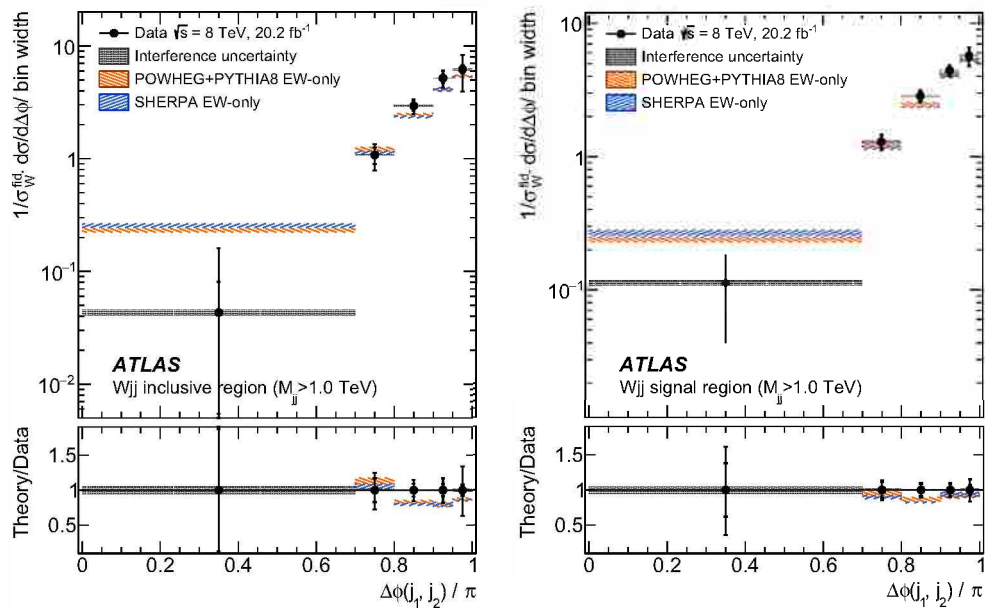 Data √s = 8 TeV, 20.2 fb⁻¹
Interference uncertainty
POWHEG+PYTHIA8 EW-only
SHERPA EW-only
1/σ_W^fid. dσ/dΔϕ/ bin width
10
1
10⁻¹
10⁻²
ATLAS
Wjj inclusive region (M_jj>1.0 TeV)
Theory/Data
1.5
1
0.5
0 0.2 0.4 0.6 0.8 1
Δϕ(j₁, j₂) / π
Data √s = 8 TeV, 20.2 fb⁻¹
Interference uncertainty
POWHEG+PYTHIA8 EW-only
SHERPA EW-only
1/σ_W^fid. dσ/dΔϕ/ bin width
10
1
10⁻¹
ATLAS
Wjj signal region (M_jj>1.0 TeV)
Theory/Data
1.5
1
0.5
0 0.2 0.4 0.6 0.8 1
Δϕ(j₁, j₂) / π